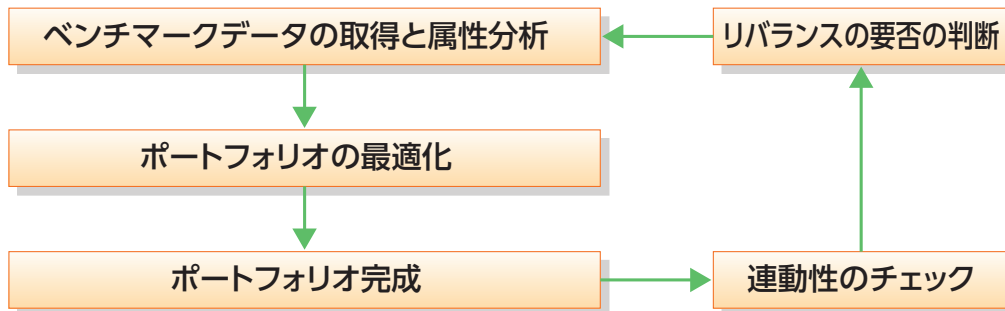 ベンチマークデータの取得と属性分析
リバランスの要否の判断
ポートフォリオの最適化
ポートフォリオ完成
連動性のチェック